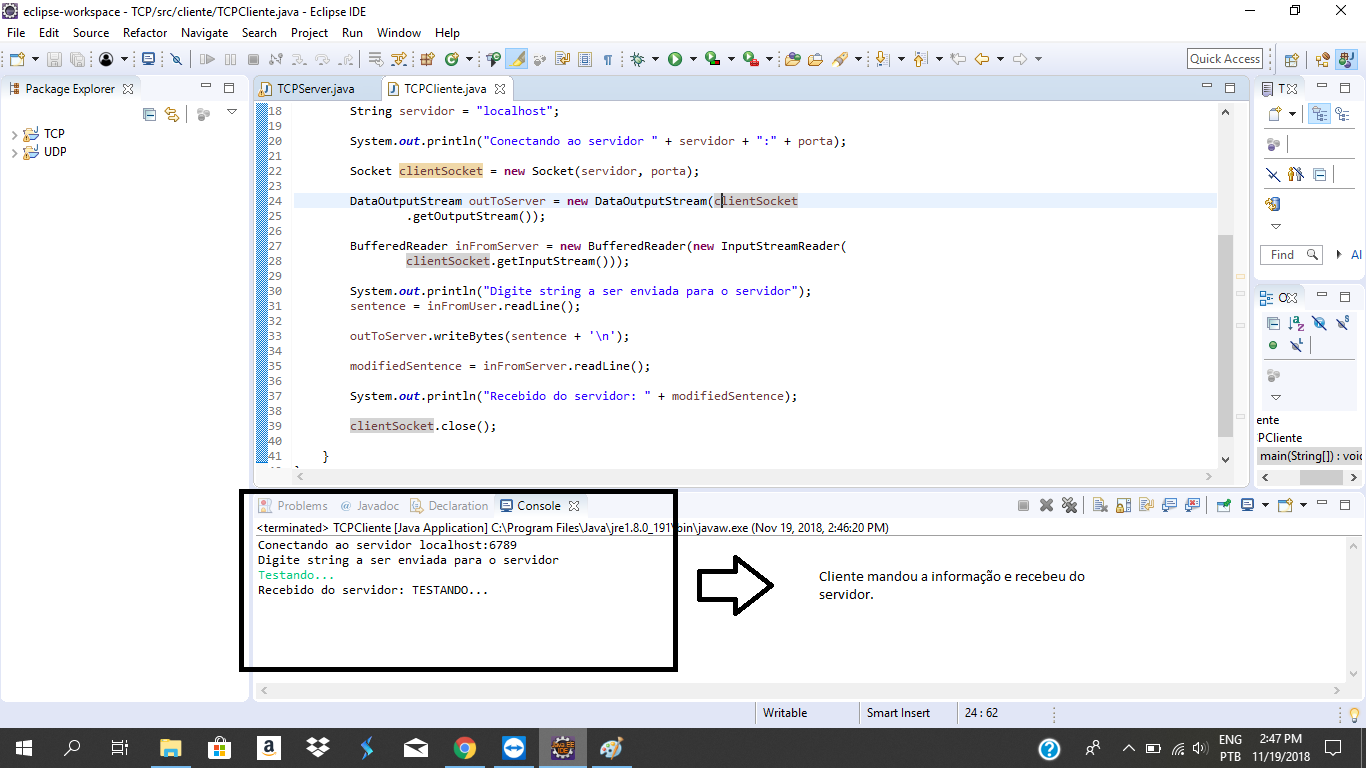 eclipse-workspace - TCP/src/cliente/TCPCliente.java - Eclipse IDE
File Edit Source Refactor Navigate Search Project Run Window Help
Quick Access
Package Explorer
TCPServer.java TCPCliente.java
TCP
UDP
18 String servidor = "localhost";
19
20 System.out.println("Conectando ao servidor " + servidor + ":" + porta);
21
22 Socket clientSocket = new Socket(servidor, porta);
23
24 DataOutputStream outToServer = new DataOutputStream(clientSocket
25 .getOutputStream());
26
27 BufferedReader inFromServer = new BufferedReader(new InputStreamReader(
28 clientSocket.getInputStream()));
29
30 System.out.println("Digite string a ser enviada para o servidor");
31 sentence = inFromUser.readLine();
32
33 outToServer.writeBytes(sentence + '\n');
34
35 modifiedSentence = inFromServer.readLine();
36
37 System.out.println("Recebido do servidor: " + modifiedSentence);
38
39 clientSocket.close();
40
41 }
T
Find Al
O
ente
PCliente
main(String[]) : voic
Problems Javadoc Declaration Console
<terminated> TCPCliente [Java Application] C:\Program Files\Java\jre1.8.0_191\bin\javaw.exe (Nov 19, 2018, 2:46:20 PM)
Conectando ao servidor localhost:6789
Digite string a ser enviada para o servidor
Testando...
Recebido do servidor: TESTANDO...
Cliente mandou a informação e recebeu do
servidor.
Writable Smart Insert 24 : 62
ENG 2:47 PM
PTB 11/19/2018